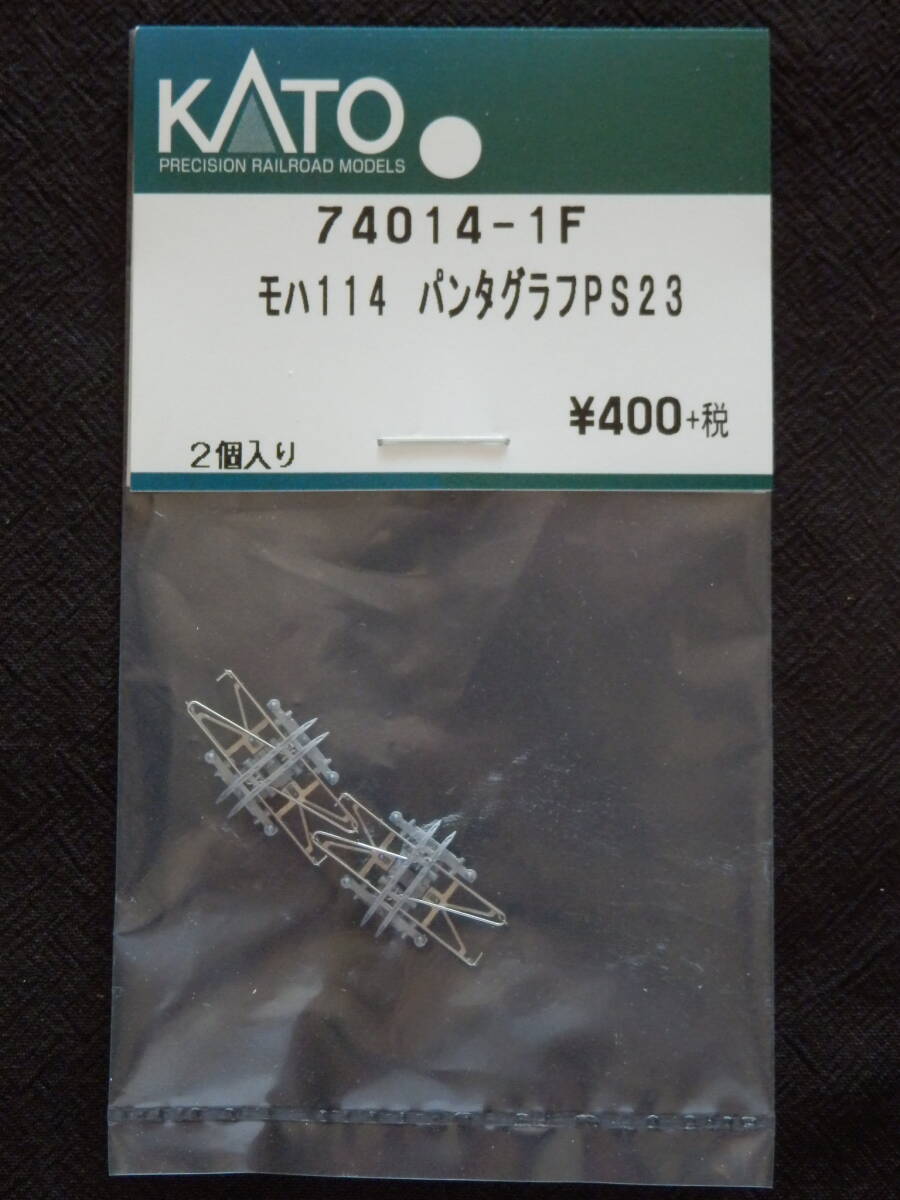 KATO
PRECISION RAILROAD MODELS
74014-1F
モハ114 パンタグラフPS23
¥400+税
2個入り